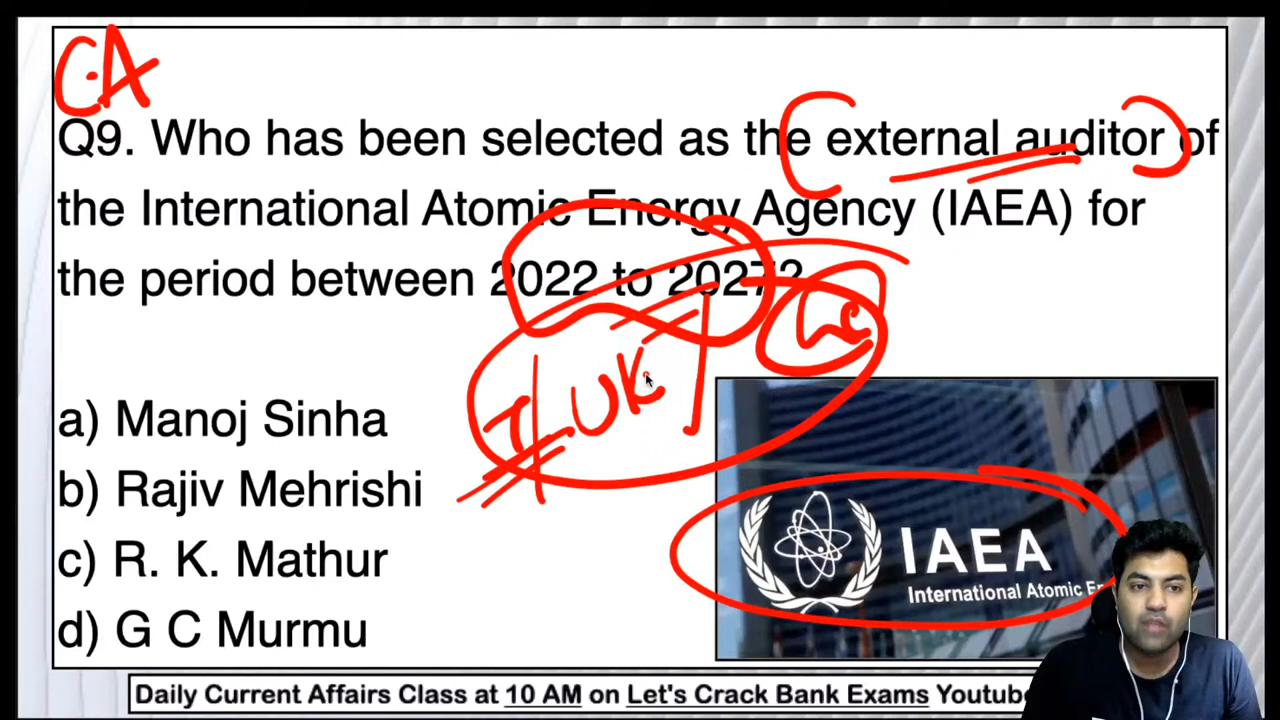 CA
Q9. Who has been selected as the external auditor of
the International Atomic Energy Agency (IAEA) for
the period between 2022 to 2027?
UK
a) Manoj Sinha
b) Rajiv Mehrishi
c) R. K. Mathur
d) G C Murmu
IAEA
International Atomic
Daily Current Affairs Class at 10 AM on Let's Crack Bank Exams